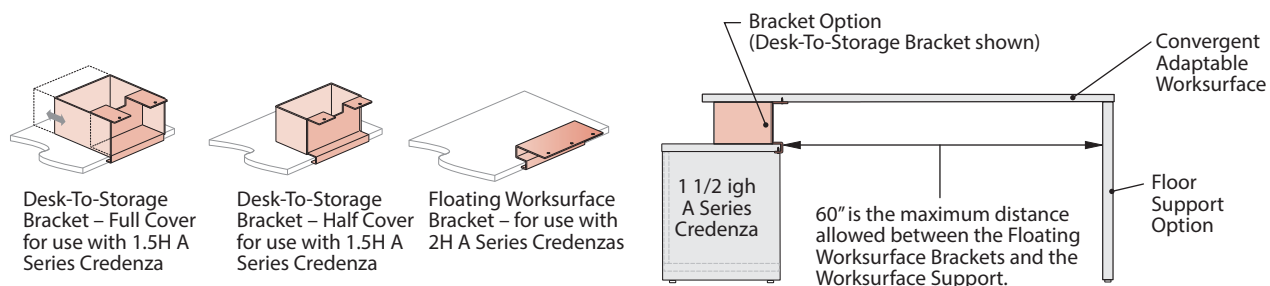 Desk-To-Storage
Bracket – Full Cover
for use with 1.5H A
Series Credenza
Desk-To-Storage
Bracket – Half Cover
for use with 1.5H A
Series Credenza
Floating Worksurface
Bracket – for use with
2H A Series Credenzas
Bracket Option
(Desk-To-Storage Bracket shown)
Convergent
Adaptable
Worksurface
1 1/2 igh
A Series
Credenza
60" is the maximum distance
allowed between the Floating
Worksurface Brackets and the
Worksurface Support.
Floor
Support
Option